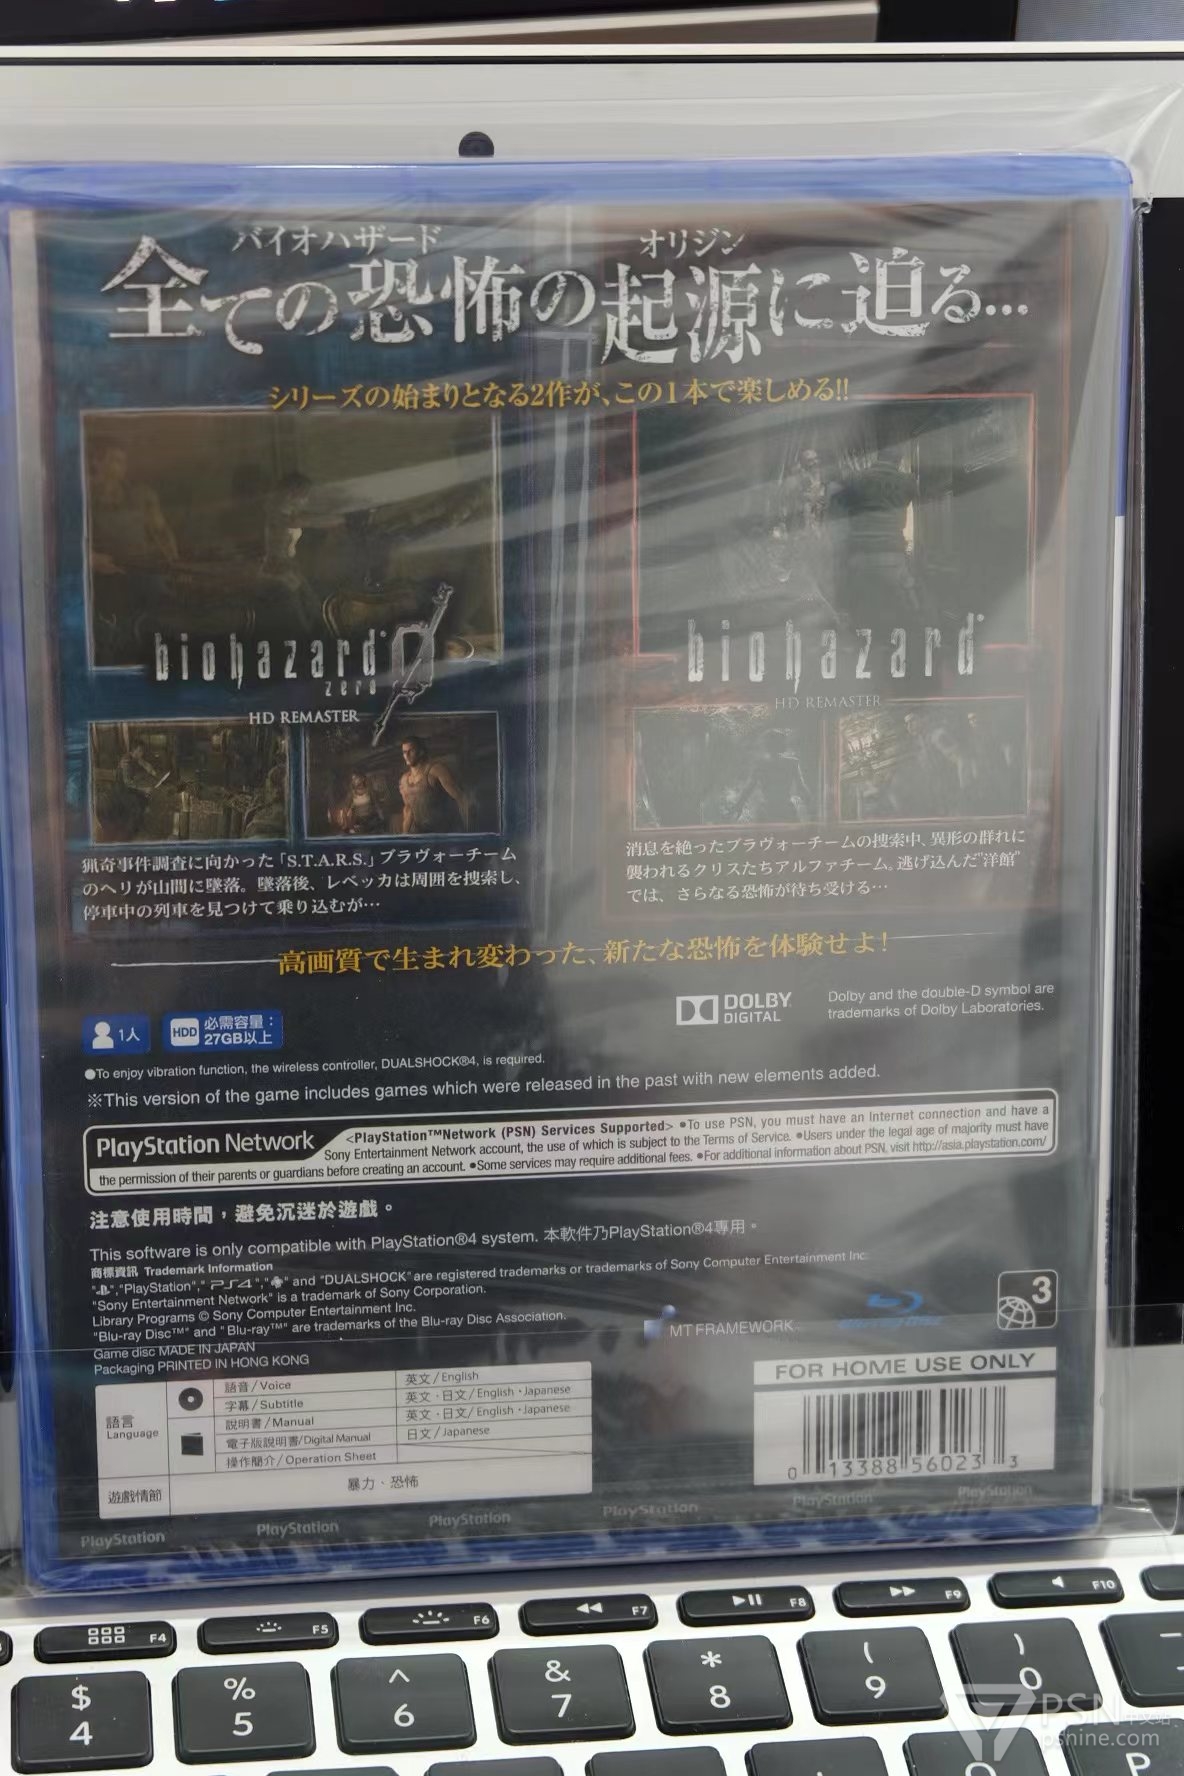 バイオハザード オリジン
全ての恐怖の起源に迫る…
シリーズの始まりとなる2作が、この1本で楽しめる!!
biohazard
zero
HD REMASTER
biohazard
HD REMASTER
猟奇事件調査に向かった「S.T.A.R.S.」ブラヴォーチーム
のヘリが山間に墜落。墜落後、レベッカは周囲を捜索し、
停車中の列車を見つけて乗り込むが…
消息を絶ったブラヴォーチームの捜索中、異形の群れに
襲われるクリスたちアルファチーム。逃げ込んだ"洋館"
では、さらなる恐怖が待ち受ける…
高画質で生まれ変わった、新たな恐怖を体験せよ!
1人
HDD 必需容量：
27GB以上
DOLBY
DIGITAL
Dolby and the double-D symbol are
trademarks of Dolby Laboratories.
●To enjoy vibration function, the wireless controller, DUALSHOCK®4, is required.
※This version of the game includes games which were released in the past with new elements added.
PlayStation Network
<PlayStation™Network (PSN) Services Supported> ●To use PSN, you must have an Internet connection and have a
Sony Entertainment Network account, the use of which is subject to the Terms of Service. ●Users under the legal age of majority must have
the permission of their parents or guardians before creating an account. ●Some services may require additional fees. ●For additional information about PSN, visit http://asia.playstation.com/
注意使用時間，避免沉迷於遊戲。
This software is only compatible with PlayStation®4 system. 本軟件乃PlayStation®4專用。
商標資訊 Trademark Information
"PlayStation", "PS4", and "DUALSHOCK" are registered trademarks or trademarks of Sony Computer Entertainment Inc.
"Sony Entertainment Network" is a trademark of Sony Corporation.
Library Programs © Sony Computer Entertainment Inc.
"Blu-ray Disc™" and "Blu-ray™" are trademarks of the Blu-ray Disc Association.
Game disc MADE IN JAPAN
Packaging PRINTED IN HONG KONG
MT FRAMEWORK
Blu-ray Disc
3
語言
Language
語音/Voice 英文/English
字幕/Subtitle 英文・日文/English・Japanese
説明書/Manual 英文・日文/English・Japanese
電子版説明書/Digital Manual 日文/Japanese
操作簡介/Operation Sheet
遊戲情節 暴力、恐怖
FOR HOME USE ONLY
0 13388 56023 3
PlayStation PlayStation PlayStation PlayStation PlayStation PlayStation
F4 F5 F6 F7 F8 F9 F10
$ % ^ & * ( )
4 5 6 7 8 9 0
P
PSN中文站
psnine.com